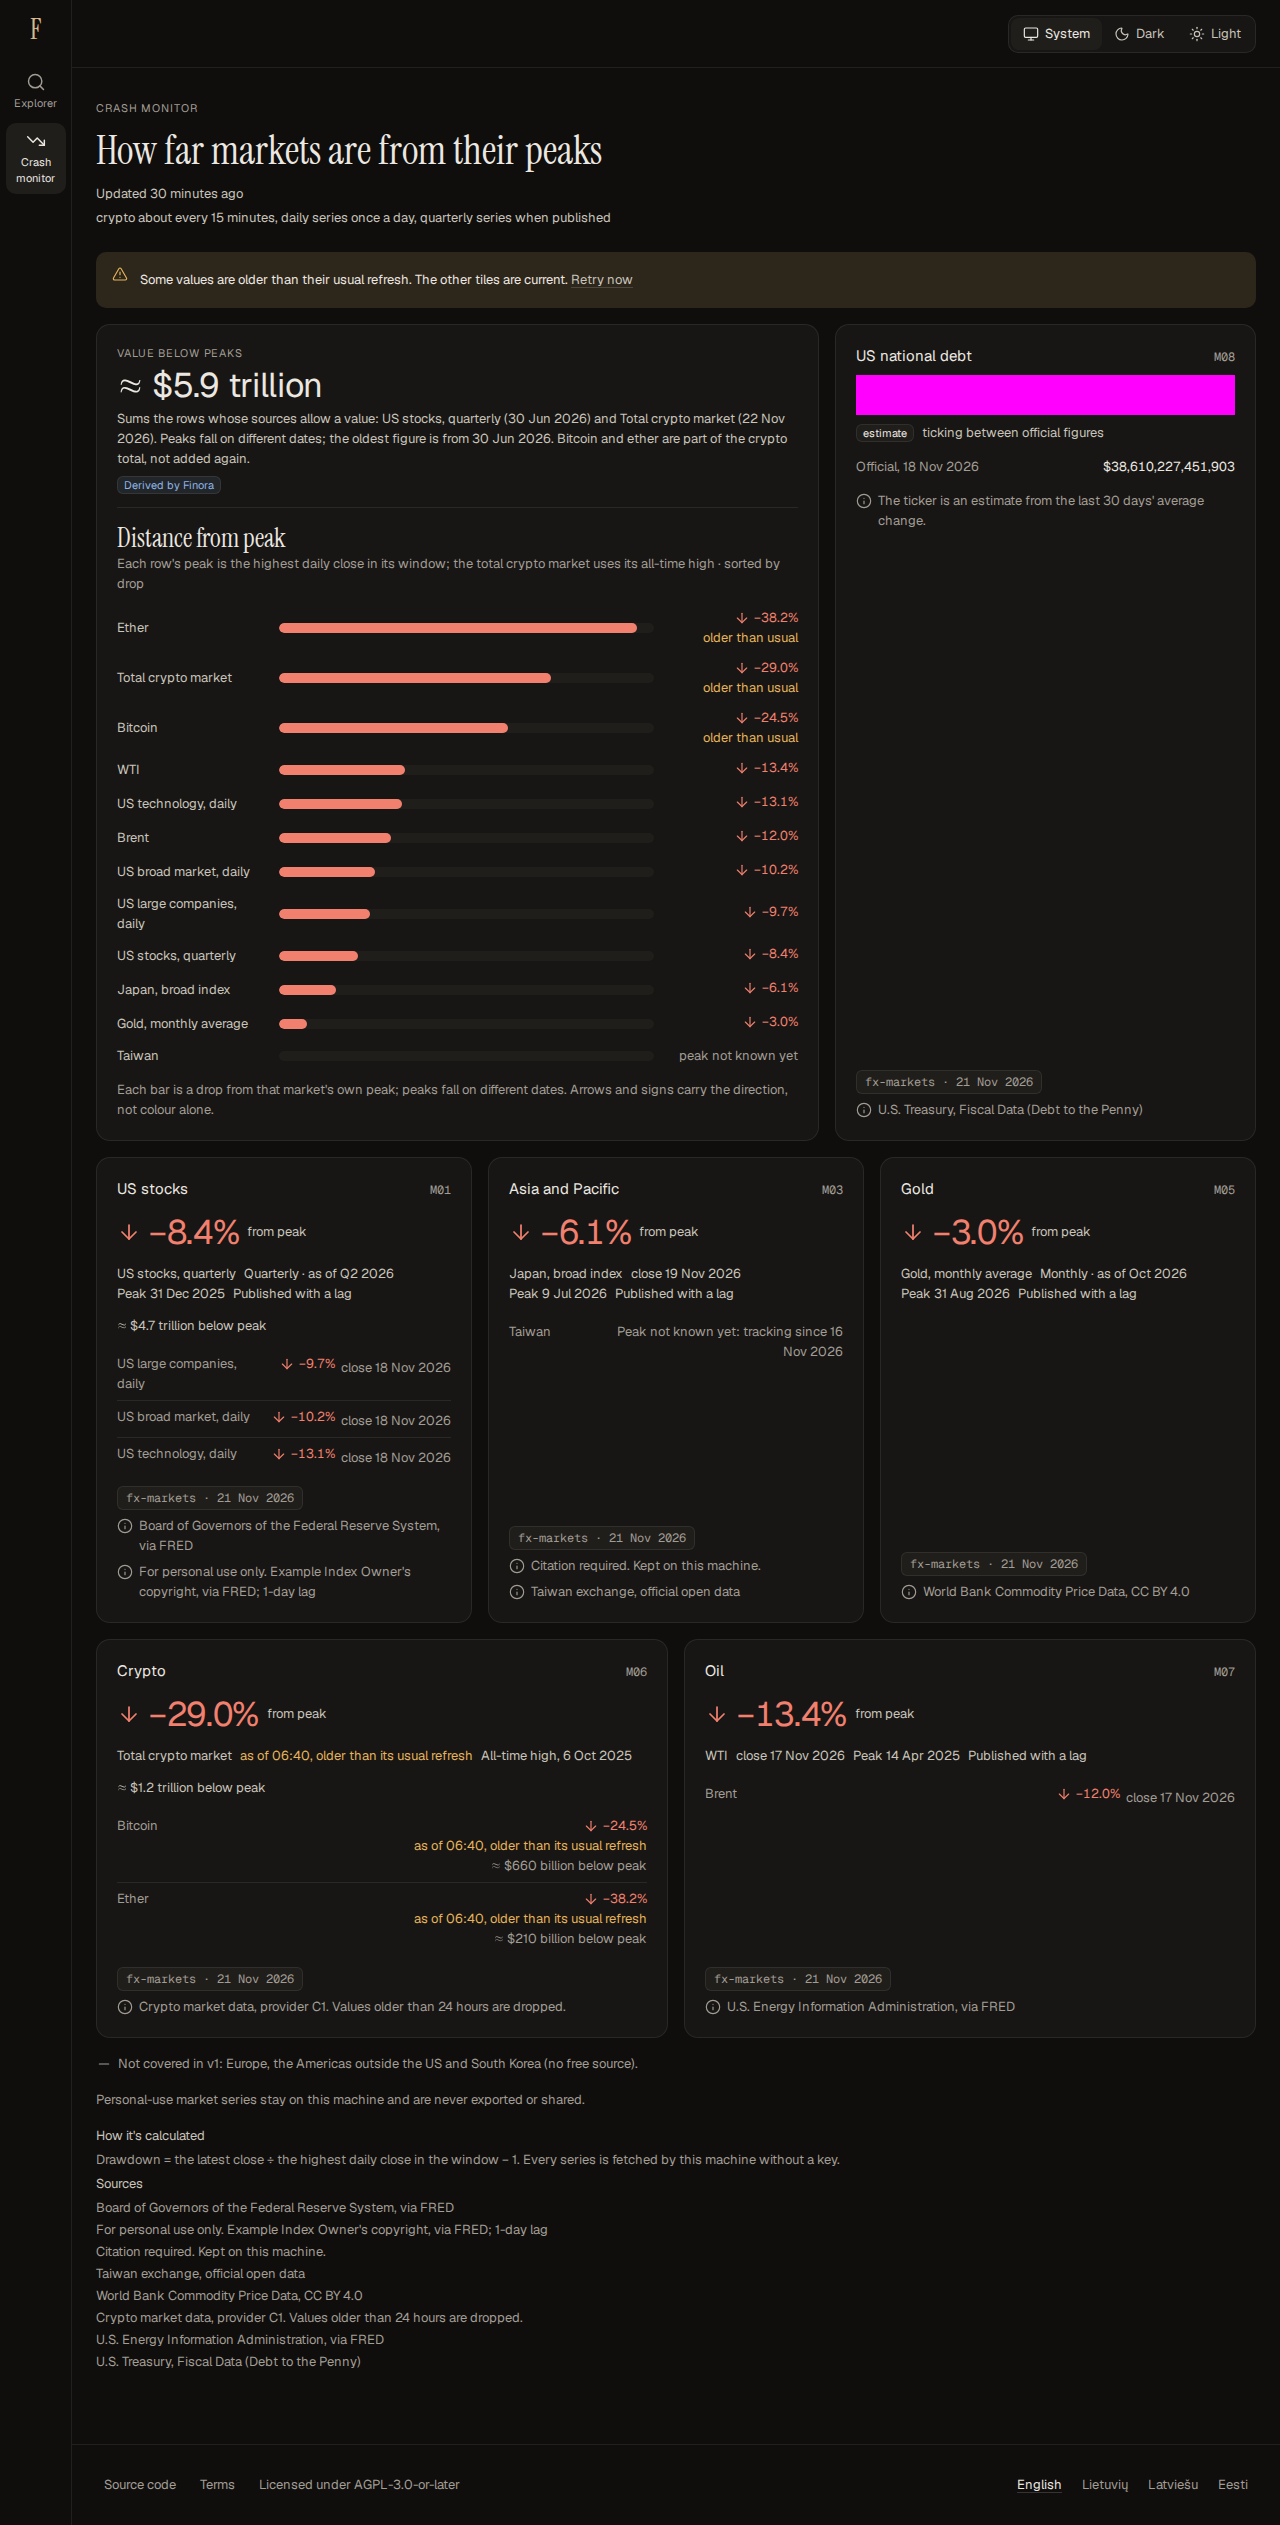 F
Explorer
Crash
monitor
System
Dark
Light
CRASH MONITOR
How far markets are from their peaks
Updated 30 minutes ago
crypto about every 15 minutes, daily series once a day, quarterly series when published
Some values are older than their usual refresh. The other tiles are current. Retry now
VALUE BELOW PEAKS
≈ $5.9 trillion
Sums the rows whose sources allow a value: US stocks, quarterly (30 Jun 2026) and Total crypto market (22 Nov
2026). Peaks fall on different dates; the oldest figure is from 30 Jun 2026. Bitcoin and ether are part of the crypto
total, not added again.
Derived by Finora
Distance from peak
Each row's peak is the highest daily close in its window; the total crypto market uses its all-time high · sorted by
drop
Ether
−38.2%
older than usual
Total crypto market
−29.0%
older than usual
Bitcoin
−24.5%
older than usual
WTI
−13.4%
US technology, daily
−13.1%
Brent
−12.0%
US broad market, daily
−10.2%
US large companies,
daily
−9.7%
US stocks, quarterly
−8.4%
Japan, broad index
−6.1%
Gold, monthly average
−3.0%
Taiwan
peak not known yet
Each bar is a drop from that market's own peak; peaks fall on different dates. Arrows and signs carry the direction,
not colour alone.
US national debt
M08
estimate ticking between official figures
Official, 18 Nov 2026
$38,610,227,451,903
The ticker is an estimate from the last 30 days' average
change.
fx-markets · 21 Nov 2026
U.S. Treasury, Fiscal Data (Debt to the Penny)
US stocks
M01
−8.4% from peak
US stocks, quarterly Quarterly · as of Q2 2026
Peak 31 Dec 2025 Published with a lag
≈ $4.7 trillion below peak
US large companies,
daily
−9.7% close 18 Nov 2026
US broad market, daily
−10.2% close 18 Nov 2026
US technology, daily
−13.1% close 18 Nov 2026
fx-markets · 21 Nov 2026
Board of Governors of the Federal Reserve System,
via FRED
For personal use only. Example Index Owner's
copyright, via FRED; 1-day lag
Asia and Pacific
M03
−6.1% from peak
Japan, broad index close 19 Nov 2026
Peak 9 Jul 2026 Published with a lag
Taiwan
Peak not known yet: tracking since 16
Nov 2026
fx-markets · 21 Nov 2026
Citation required. Kept on this machine.
Taiwan exchange, official open data
Gold
M05
−3.0% from peak
Gold, monthly average Monthly · as of Oct 2026
Peak 31 Aug 2026 Published with a lag
fx-markets · 21 Nov 2026
World Bank Commodity Price Data, CC BY 4.0
Crypto
M06
−29.0% from peak
Total crypto market as of 06:40, older than its usual refresh All-time high, 6 Oct 2025
≈ $1.2 trillion below peak
Bitcoin
−24.5%
as of 06:40, older than its usual refresh
≈ $660 billion below peak
Ether
−38.2%
as of 06:40, older than its usual refresh
≈ $210 billion below peak
fx-markets · 21 Nov 2026
Crypto market data, provider C1. Values older than 24 hours are dropped.
Oil
M07
−13.4% from peak
WTI close 17 Nov 2026 Peak 14 Apr 2025 Published with a lag
Brent
−12.0% close 17 Nov 2026
fx-markets · 21 Nov 2026
U.S. Energy Information Administration, via FRED
— Not covered in v1: Europe, the Americas outside the US and South Korea (no free source).
Personal-use market series stay on this machine and are never exported or shared.
How it's calculated
Drawdown = the latest close ÷ the highest daily close in the window − 1. Every series is fetched by this machine without a key.
Sources
Board of Governors of the Federal Reserve System, via FRED
For personal use only. Example Index Owner's copyright, via FRED; 1-day lag
Citation required. Kept on this machine.
Taiwan exchange, official open data
World Bank Commodity Price Data, CC BY 4.0
Crypto market data, provider C1. Values older than 24 hours are dropped.
U.S. Energy Information Administration, via FRED
U.S. Treasury, Fiscal Data (Debt to the Penny)
Source code
Terms
Licensed under AGPL-3.0-or-later
English
Lietuvių
Latviešu
Eesti